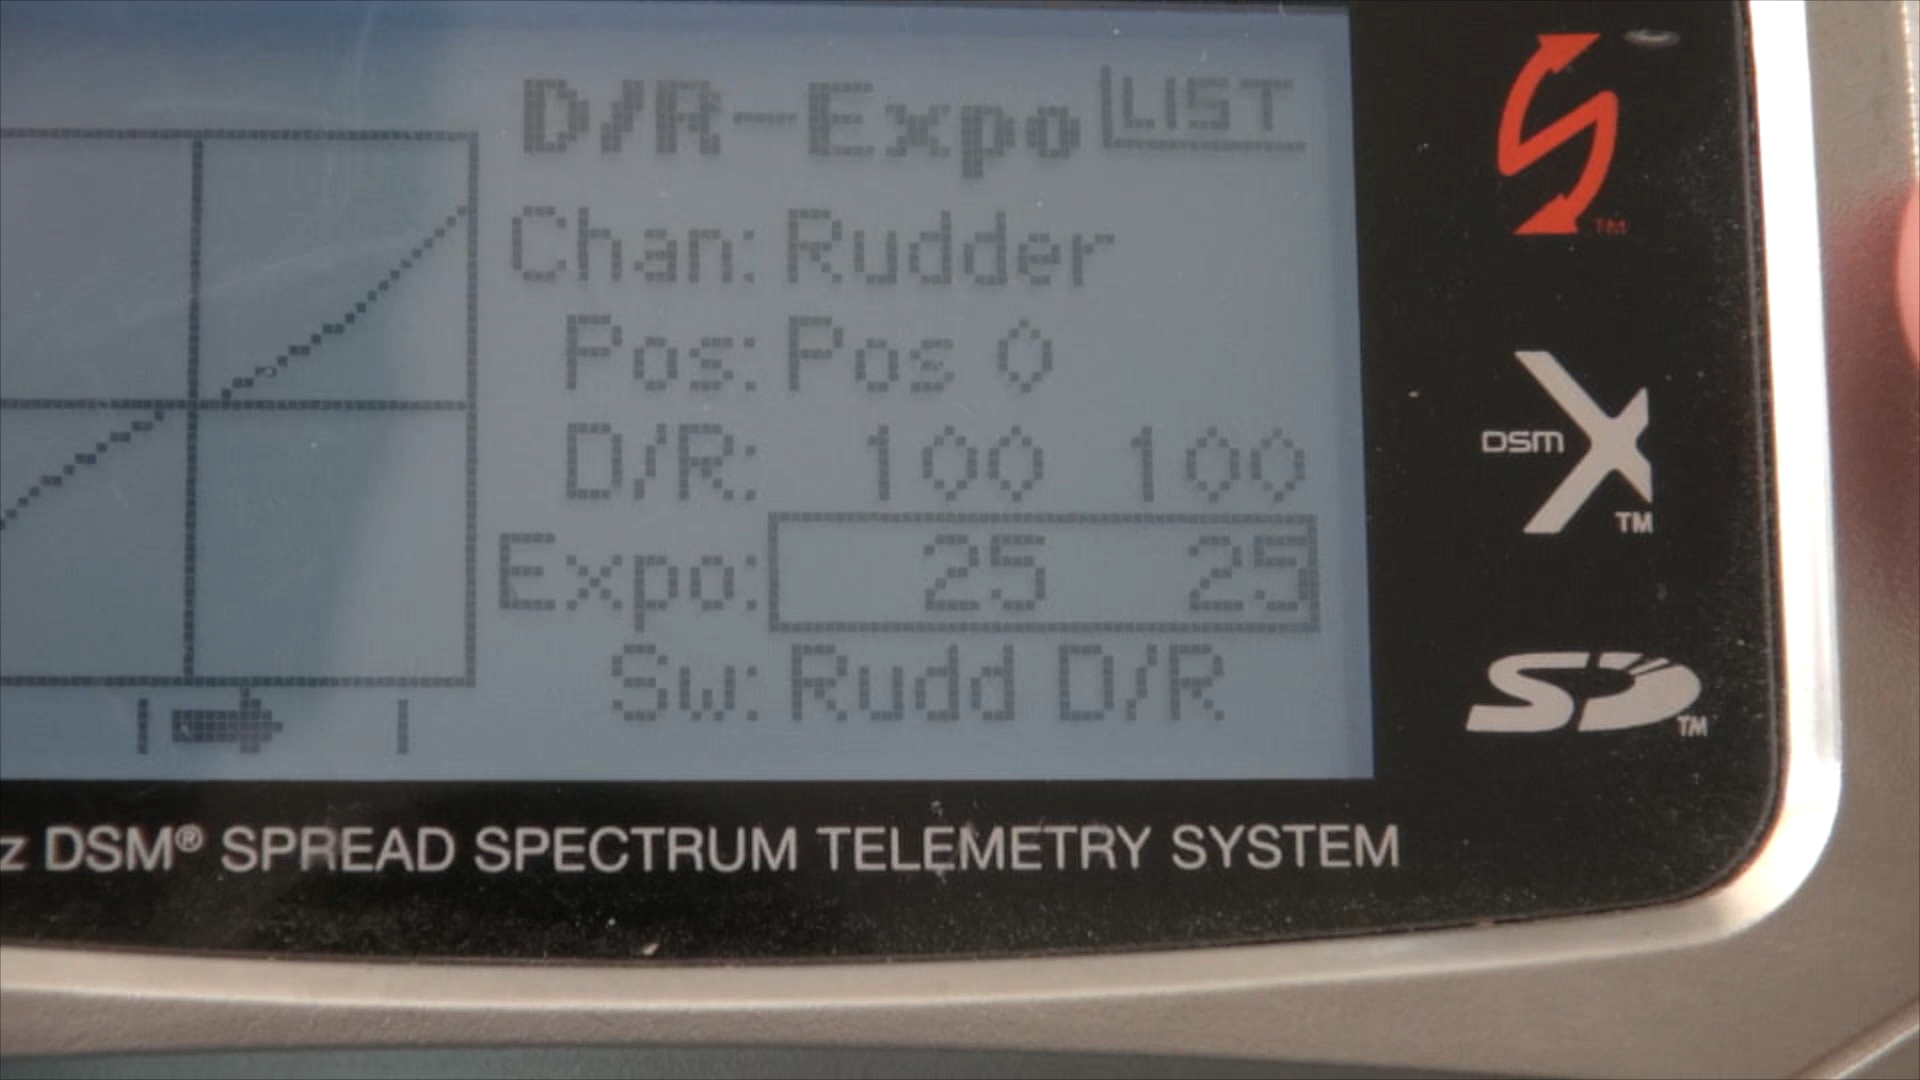 D/R-Expo LIST
Chan: Rudder
Pos: Pos 0
D/R: 100 100
Expo: 25 25
Sw: Rudd D/R
TM
DSM X TM
SD TM
z DSM® SPREAD SPECTRUM TELEMETRY SYSTEM